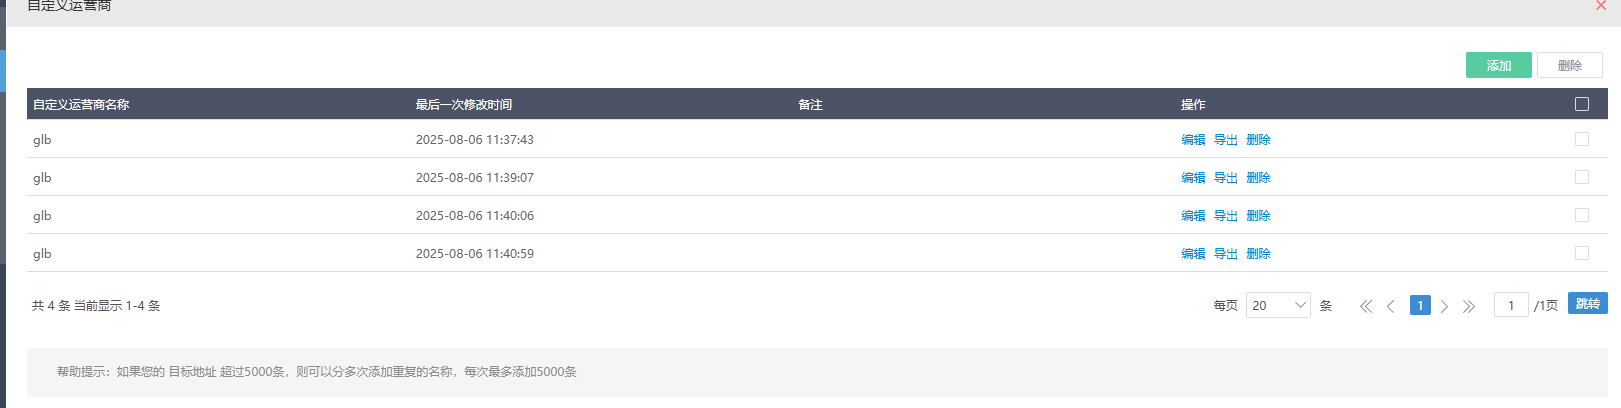 自定义运营商
添加 删除
自定义运营商名称 最后一次修改时间 备注 操作
glb 2025-08-06 11:37:43 编辑 导出 删除
glb 2025-08-06 11:39:07 编辑 导出 删除
glb 2025-08-06 11:40:06 编辑 导出 删除
glb 2025-08-06 11:40:59 编辑 导出 删除
共 4 条 当前显示 1-4 条 每页 20 条 1 1 /1页 跳转
帮助提示：如果您的 目标地址 超过5000条，则可以分多次添加重复的名称，每次最多添加5000条